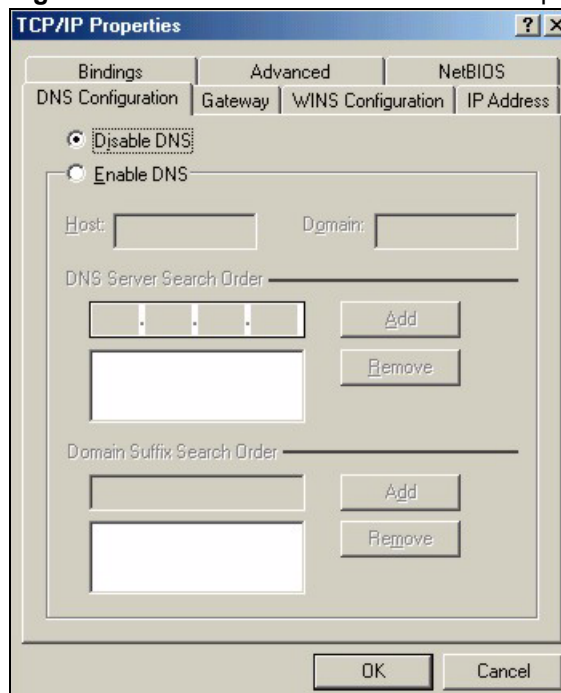 TCP/IP Properties
? X
Bindings Advanced NetBIOS
DNS Configuration Gateway WINS Configuration IP Address
Disable DNS
Enable DNS
Host: Domain:
DNS Server Search Order
. . .
Add
Remove
Domain Suffix Search Order
Add
Remove
OK Cancel